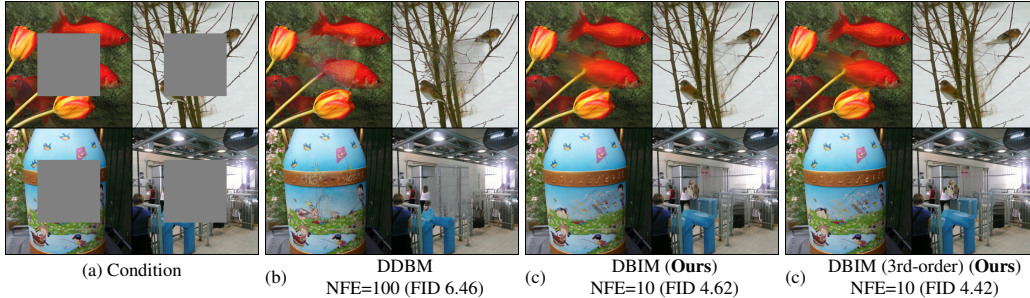 (a) Condition
(b) DDBM
NFE=100 (FID 6.46)
(c) DBIM (Ours)
NFE=10 (FID 4.62)
(c) DBIM (3rd-order) (Ours)
NFE=10 (FID 4.42)